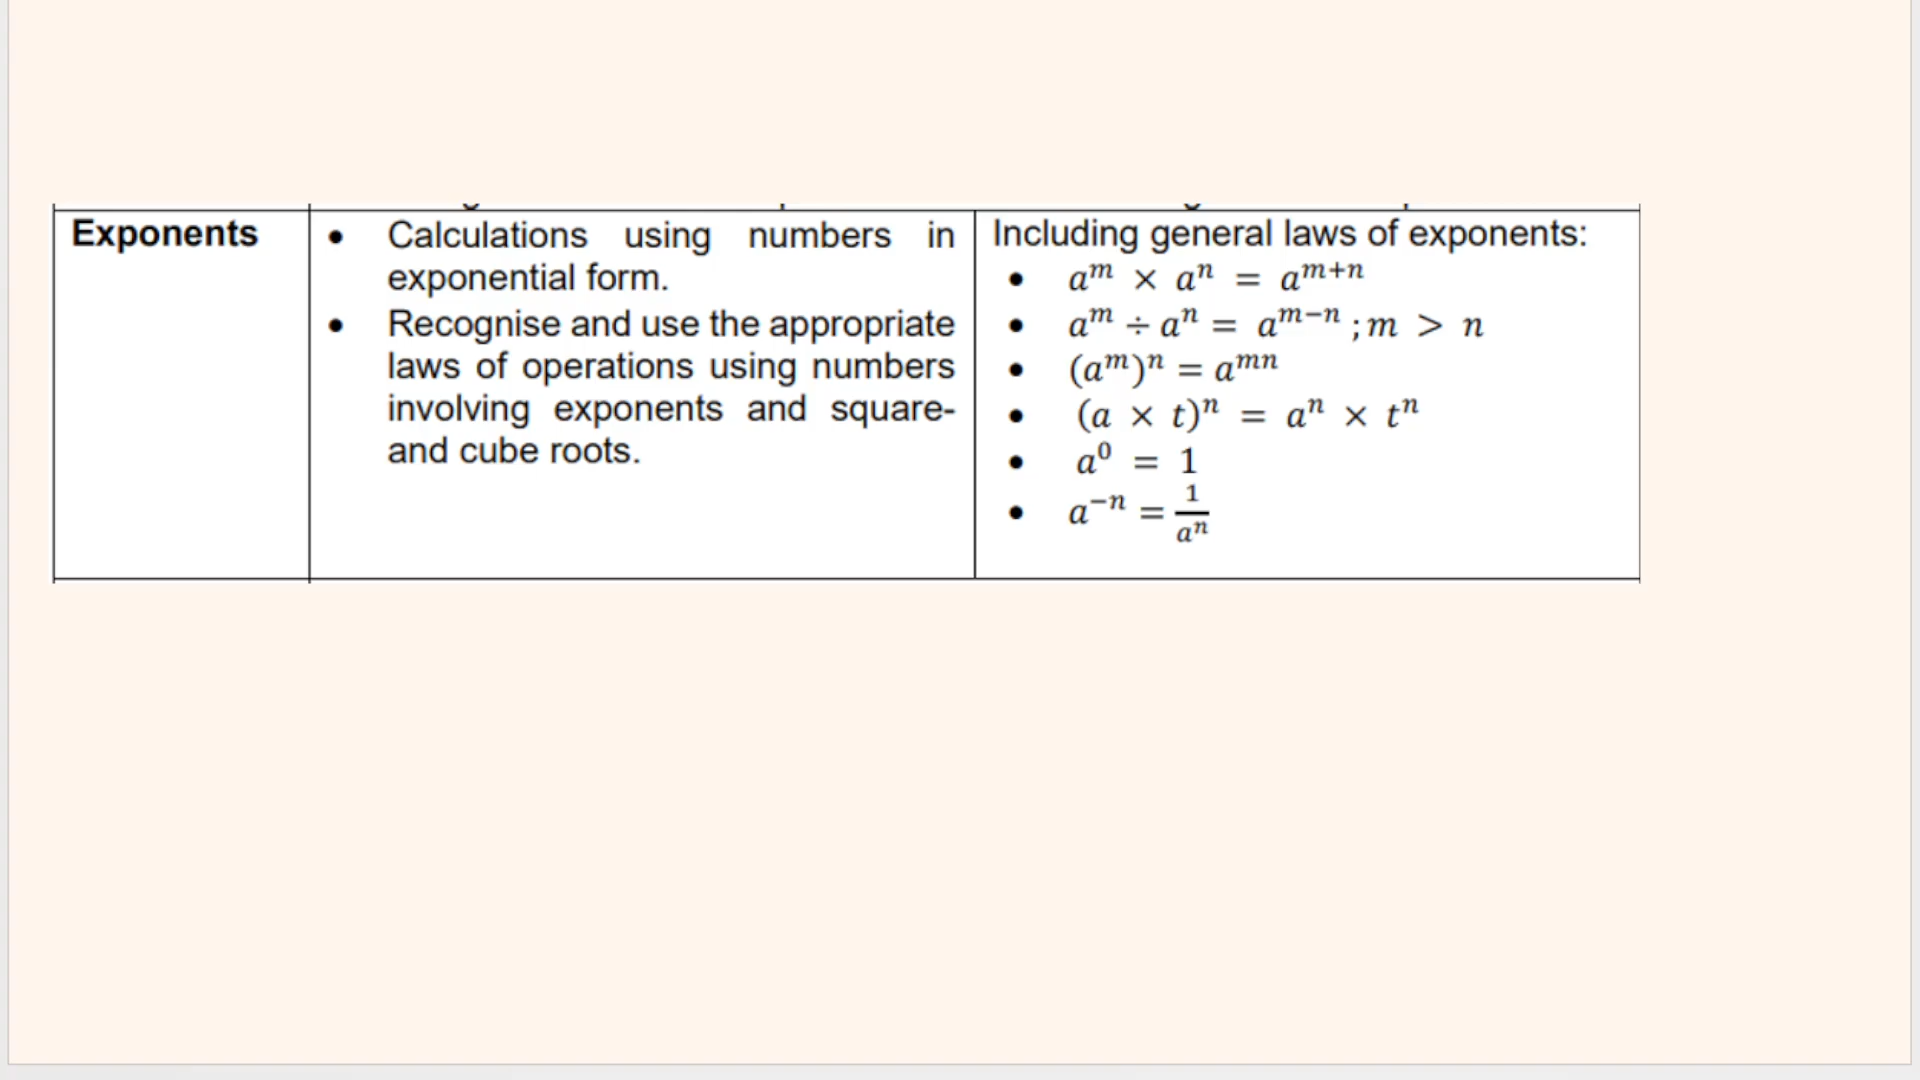 Exponents
• Calculations using numbers in
exponential form.
• Recognise and use the appropriate
laws of operations using numbers
involving exponents and square-
and cube roots.
Including general laws of exponents:
• aᵐ × aⁿ = aᵐ⁺ⁿ
• aᵐ ÷ aⁿ = aᵐ⁻ⁿ ; m > n
• (aᵐ)ⁿ = aᵐⁿ
• (a × t)ⁿ = aⁿ × tⁿ
• a⁰ = 1
• a⁻ⁿ = 1/aⁿ